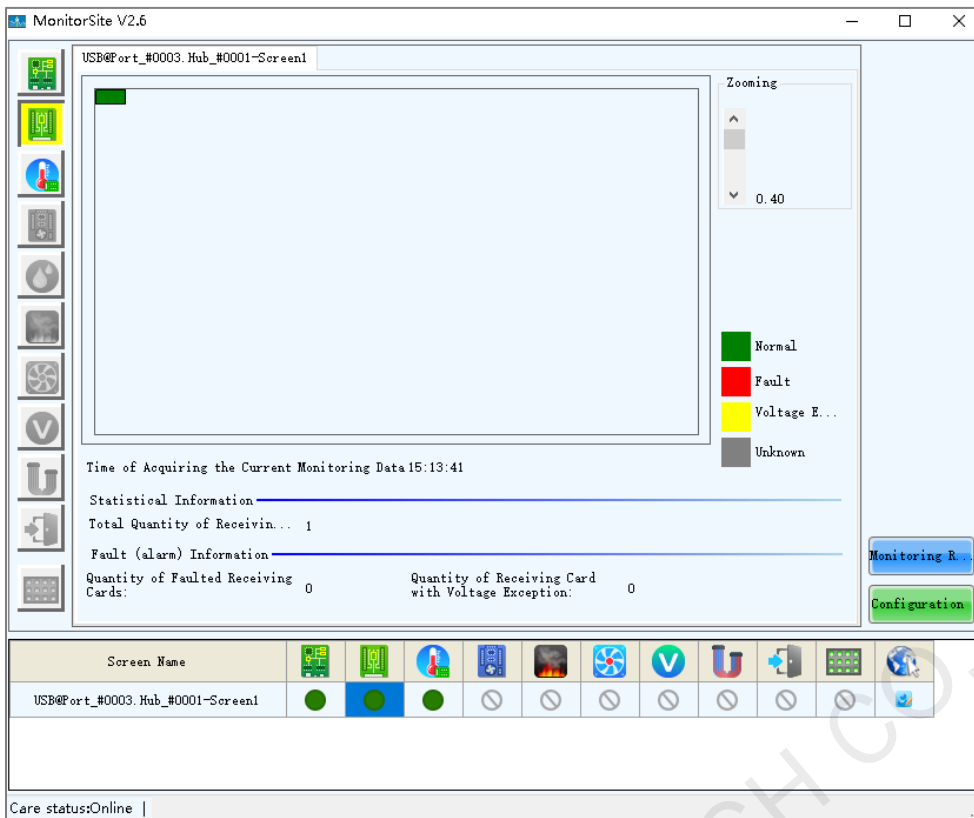 MonitorSite V2.6
USB@Port_#0003.Hub_#0001-Screen1
Zooming
0.40
Normal
Fault
Voltage E...
Unknown
Time of Acquiring the Current Monitoring Data 15:13:41
Statistical Information
Total Quantity of Receivin... 1
Fault (alarm) Information
Quantity of Faulted Receiving Cards: 0
Quantity of Receiving Card with Voltage Exception: 0
Monitoring R...
Configuration
Screen Name
USB@Port_#0003.Hub_#0001-Screen1
Care status:Online |